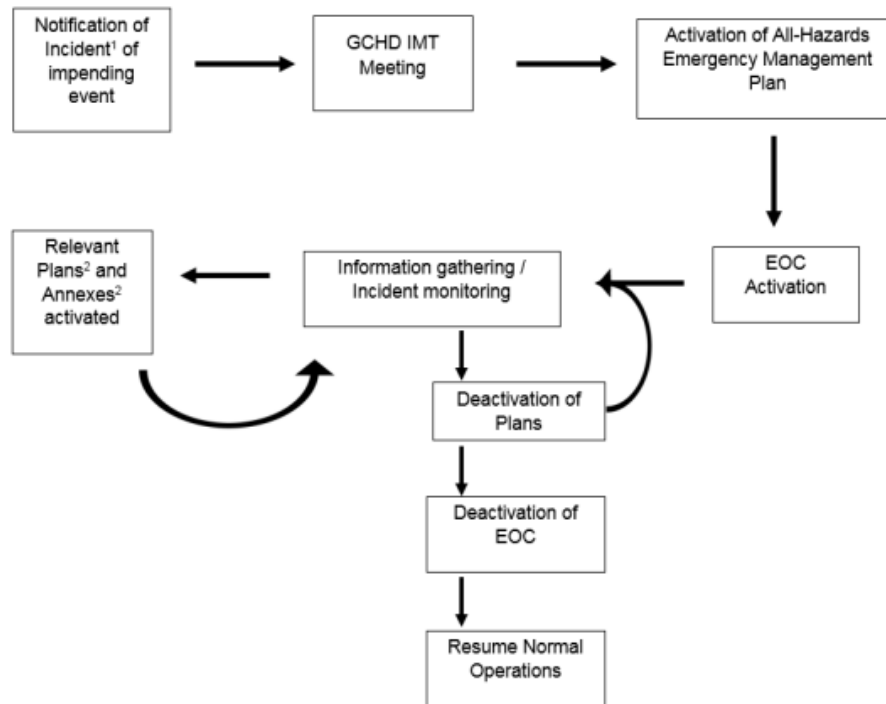 Notification of
Incident¹ of
impending
event
GCHD IMT
Meeting
Activation of All-Hazards
Emergency Management
Plan
EOC
Activation
Information gathering /
Incident monitoring
Relevant
Plans² and
Annexes²
activated
Deactivation of
Plans
Deactivation of
EOC
Resume Normal
Operations